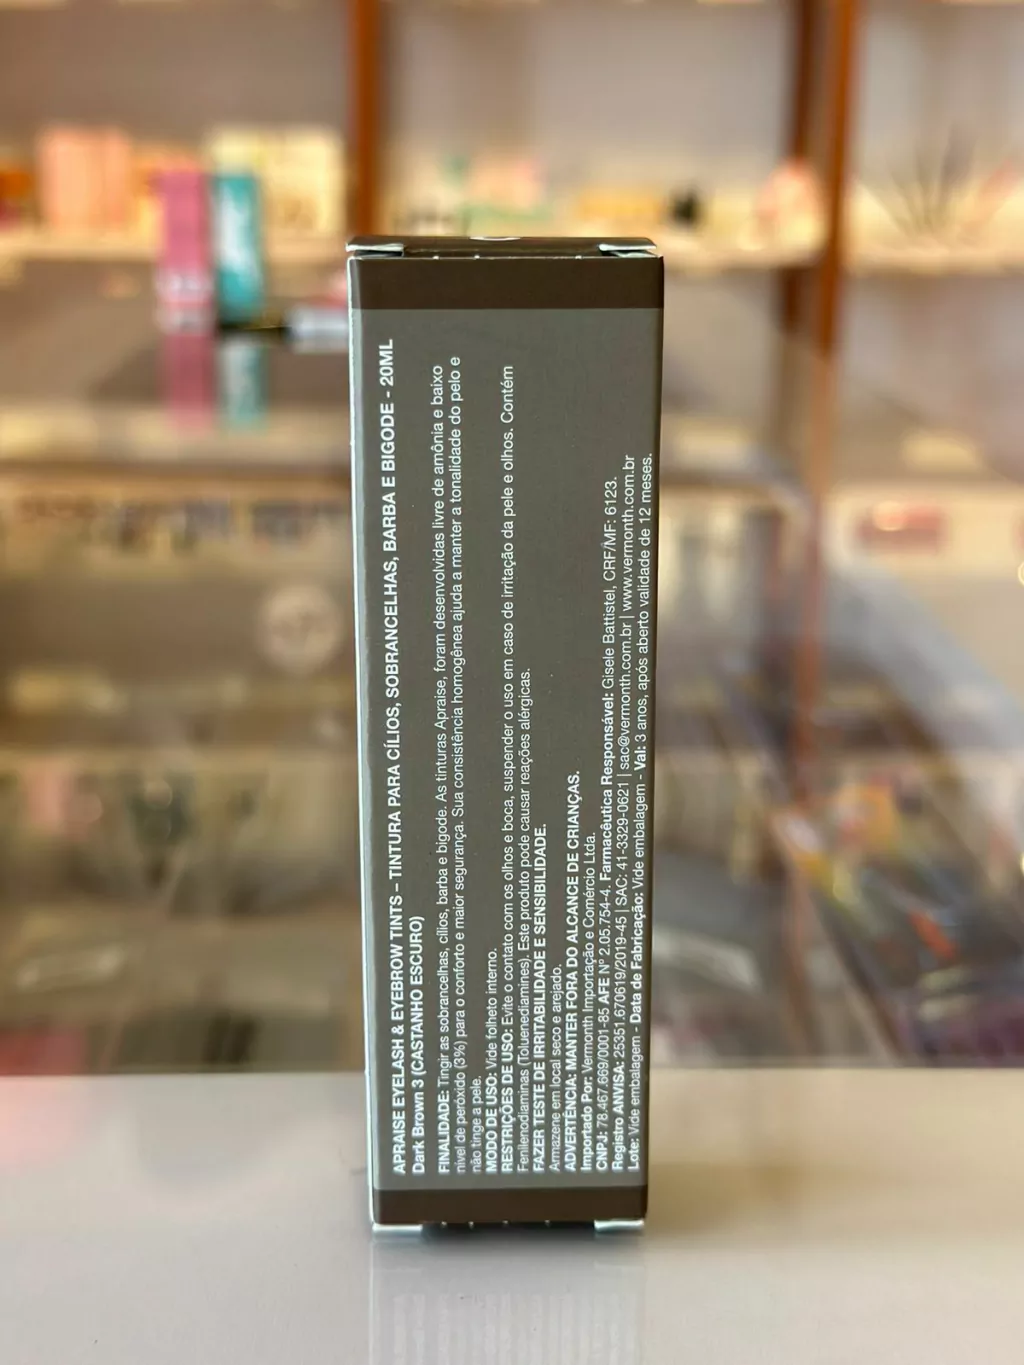 APRAISE EYELASH & EYEBROW TINTS – TINTURA PARA CÍLIOS, SOBRANCELHAS, BARBA E BIGODE - 20ML
Dark Brown 3 (CASTANHO ESCURO)
FINALIDADE: Tingir as sobrancelhas, cílios, barba e bigode. As tinturas Apraise, foram desenvolvidas livre de amônia e baixo
nível de peróxido (3%) para o conforto e maior segurança. Sua consistência homogênea ajuda a manter a tonalidade do pelo e
não tinge a pele.
MODO DE USO: Vide folheto interno.
RESTRIÇÕES DE USO: Evite o contato com os olhos e boca, suspender o uso em caso de irritação da pele e olhos. Contém
Fenilenodiaminas (Toluenediamines). Este produto pode causar reações alérgicas.
FAZER TESTE DE IRRITABILIDADE E SENSIBILIDADE.
Armazene em local seco e arejado.
ADVERTÊNCIA: MANTER FORA DO ALCANCE DE CRIANÇAS.
Importado Por: Vermonth Importação e Comércio Ltda.
CNPJ: 78.467.669/0001-85 AFE Nº 2.05.754-4. Farmacêutica Responsável: Gisele Battistel, CRF/MF: 6123.
Registro ANVISA: 25351.670619/2019-45 | SAC: 41-3329-0621 | sac@vermonth.com.br | www.vermonth.com.br
Lote: Vide embalagem - Data de Fabricação: Vide embalagem - Val: 3 anos, após aberto validade de 12 meses.